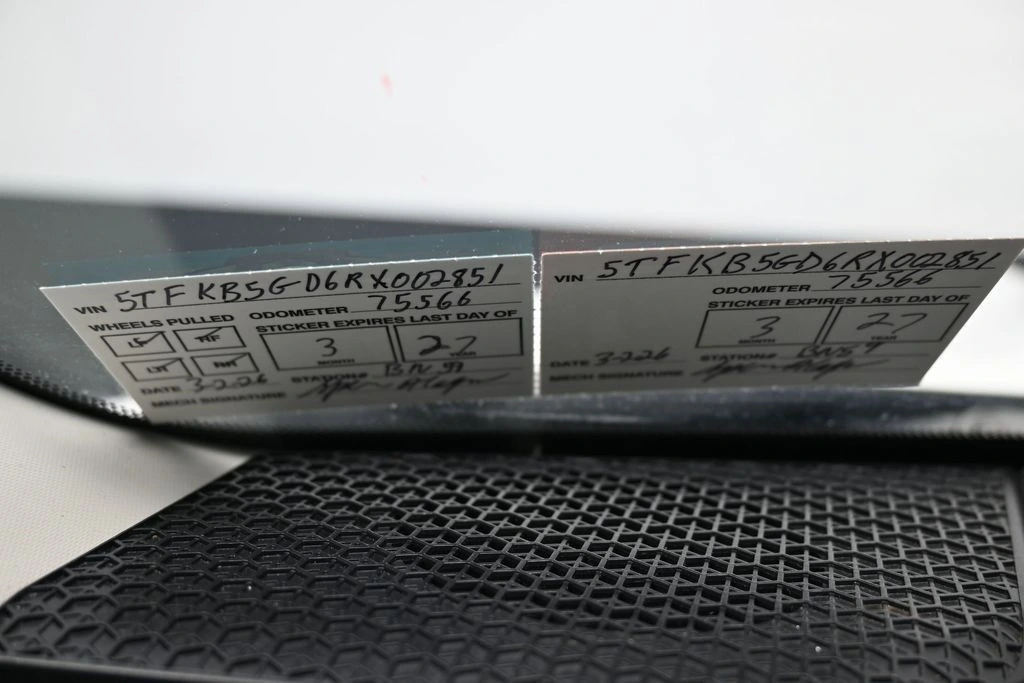 VIN 5TFKB5GD6RX002851
WHEELS PULLED ODOMETER 75566
LF RF STICKER EXPIRES LAST DAY OF
3 27
MONTH YEAR
LR RR
DATE 3-2-26 STATION#
MECH SIGNATURE
VIN 5TFKB5GD6RX002851
ODOMETER 75566
STICKER EXPIRES LAST DAY OF
3 27
MONTH YEAR
DATE 3-2-26 STATION#
MECH SIGNATURE